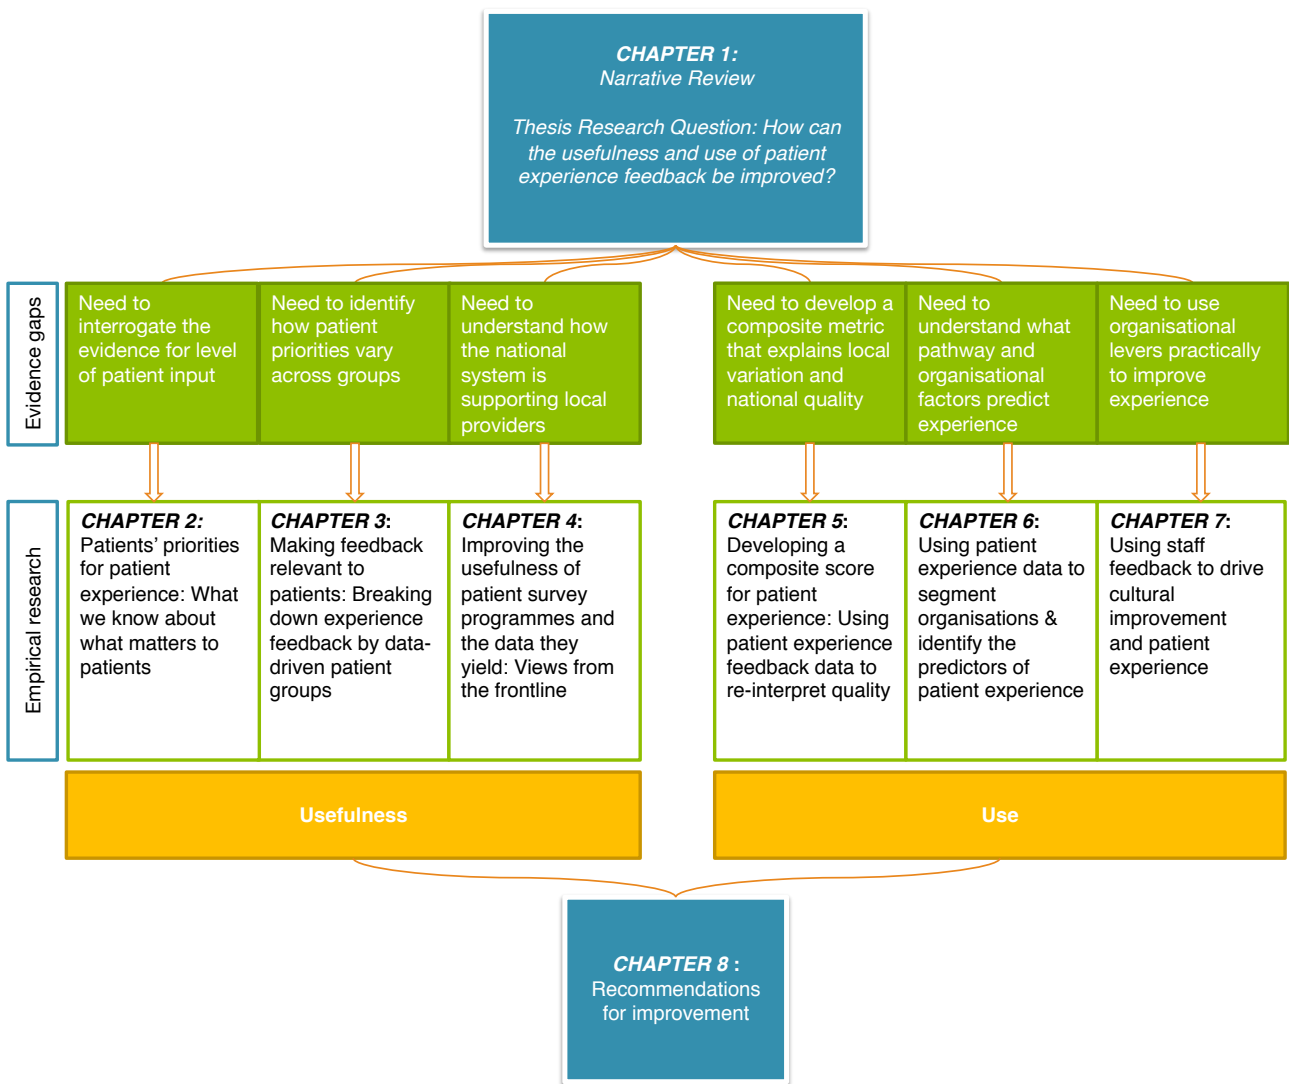 CHAPTER 1:
Narrative Review
Thesis Research Question: How can
the usefulness and use of patient
experience feedback be improved?
Evidence gaps
Need to
interrogate the
evidence for level
of patient input
Need to identify
how patient
priorities vary
across groups
Need to
understand how
the national
system is
supporting local
providers
Need to develop a
composite metric
that explains local
variation and
national quality
Need to
understand what
pathway and
organisational
factors predict
experience
Need to use
organisational
levers practically
to improve
experience
Empirical research
CHAPTER 2:
Patients’ priorities
for patient
experience: What
we know about
what matters to
patients
CHAPTER 3:
Making feedback
relevant to
patients: Breaking
down experience
feedback by data-
driven patient
groups
CHAPTER 4:
Improving the
usefulness of
patient survey
programmes and
the data they
yield: Views from
the frontline
CHAPTER 5:
Developing a
composite score
for patient
experience: Using
patient experience
feedback data to
re-interpret quality
CHAPTER 6:
Using patient
experience data to
segment
organisations &
identify the
predictors of
patient experience
CHAPTER 7:
Using staff
feedback to drive
cultural
improvement
and patient
experience
Usefulness
Use
CHAPTER 8 :
Recommendations
for improvement